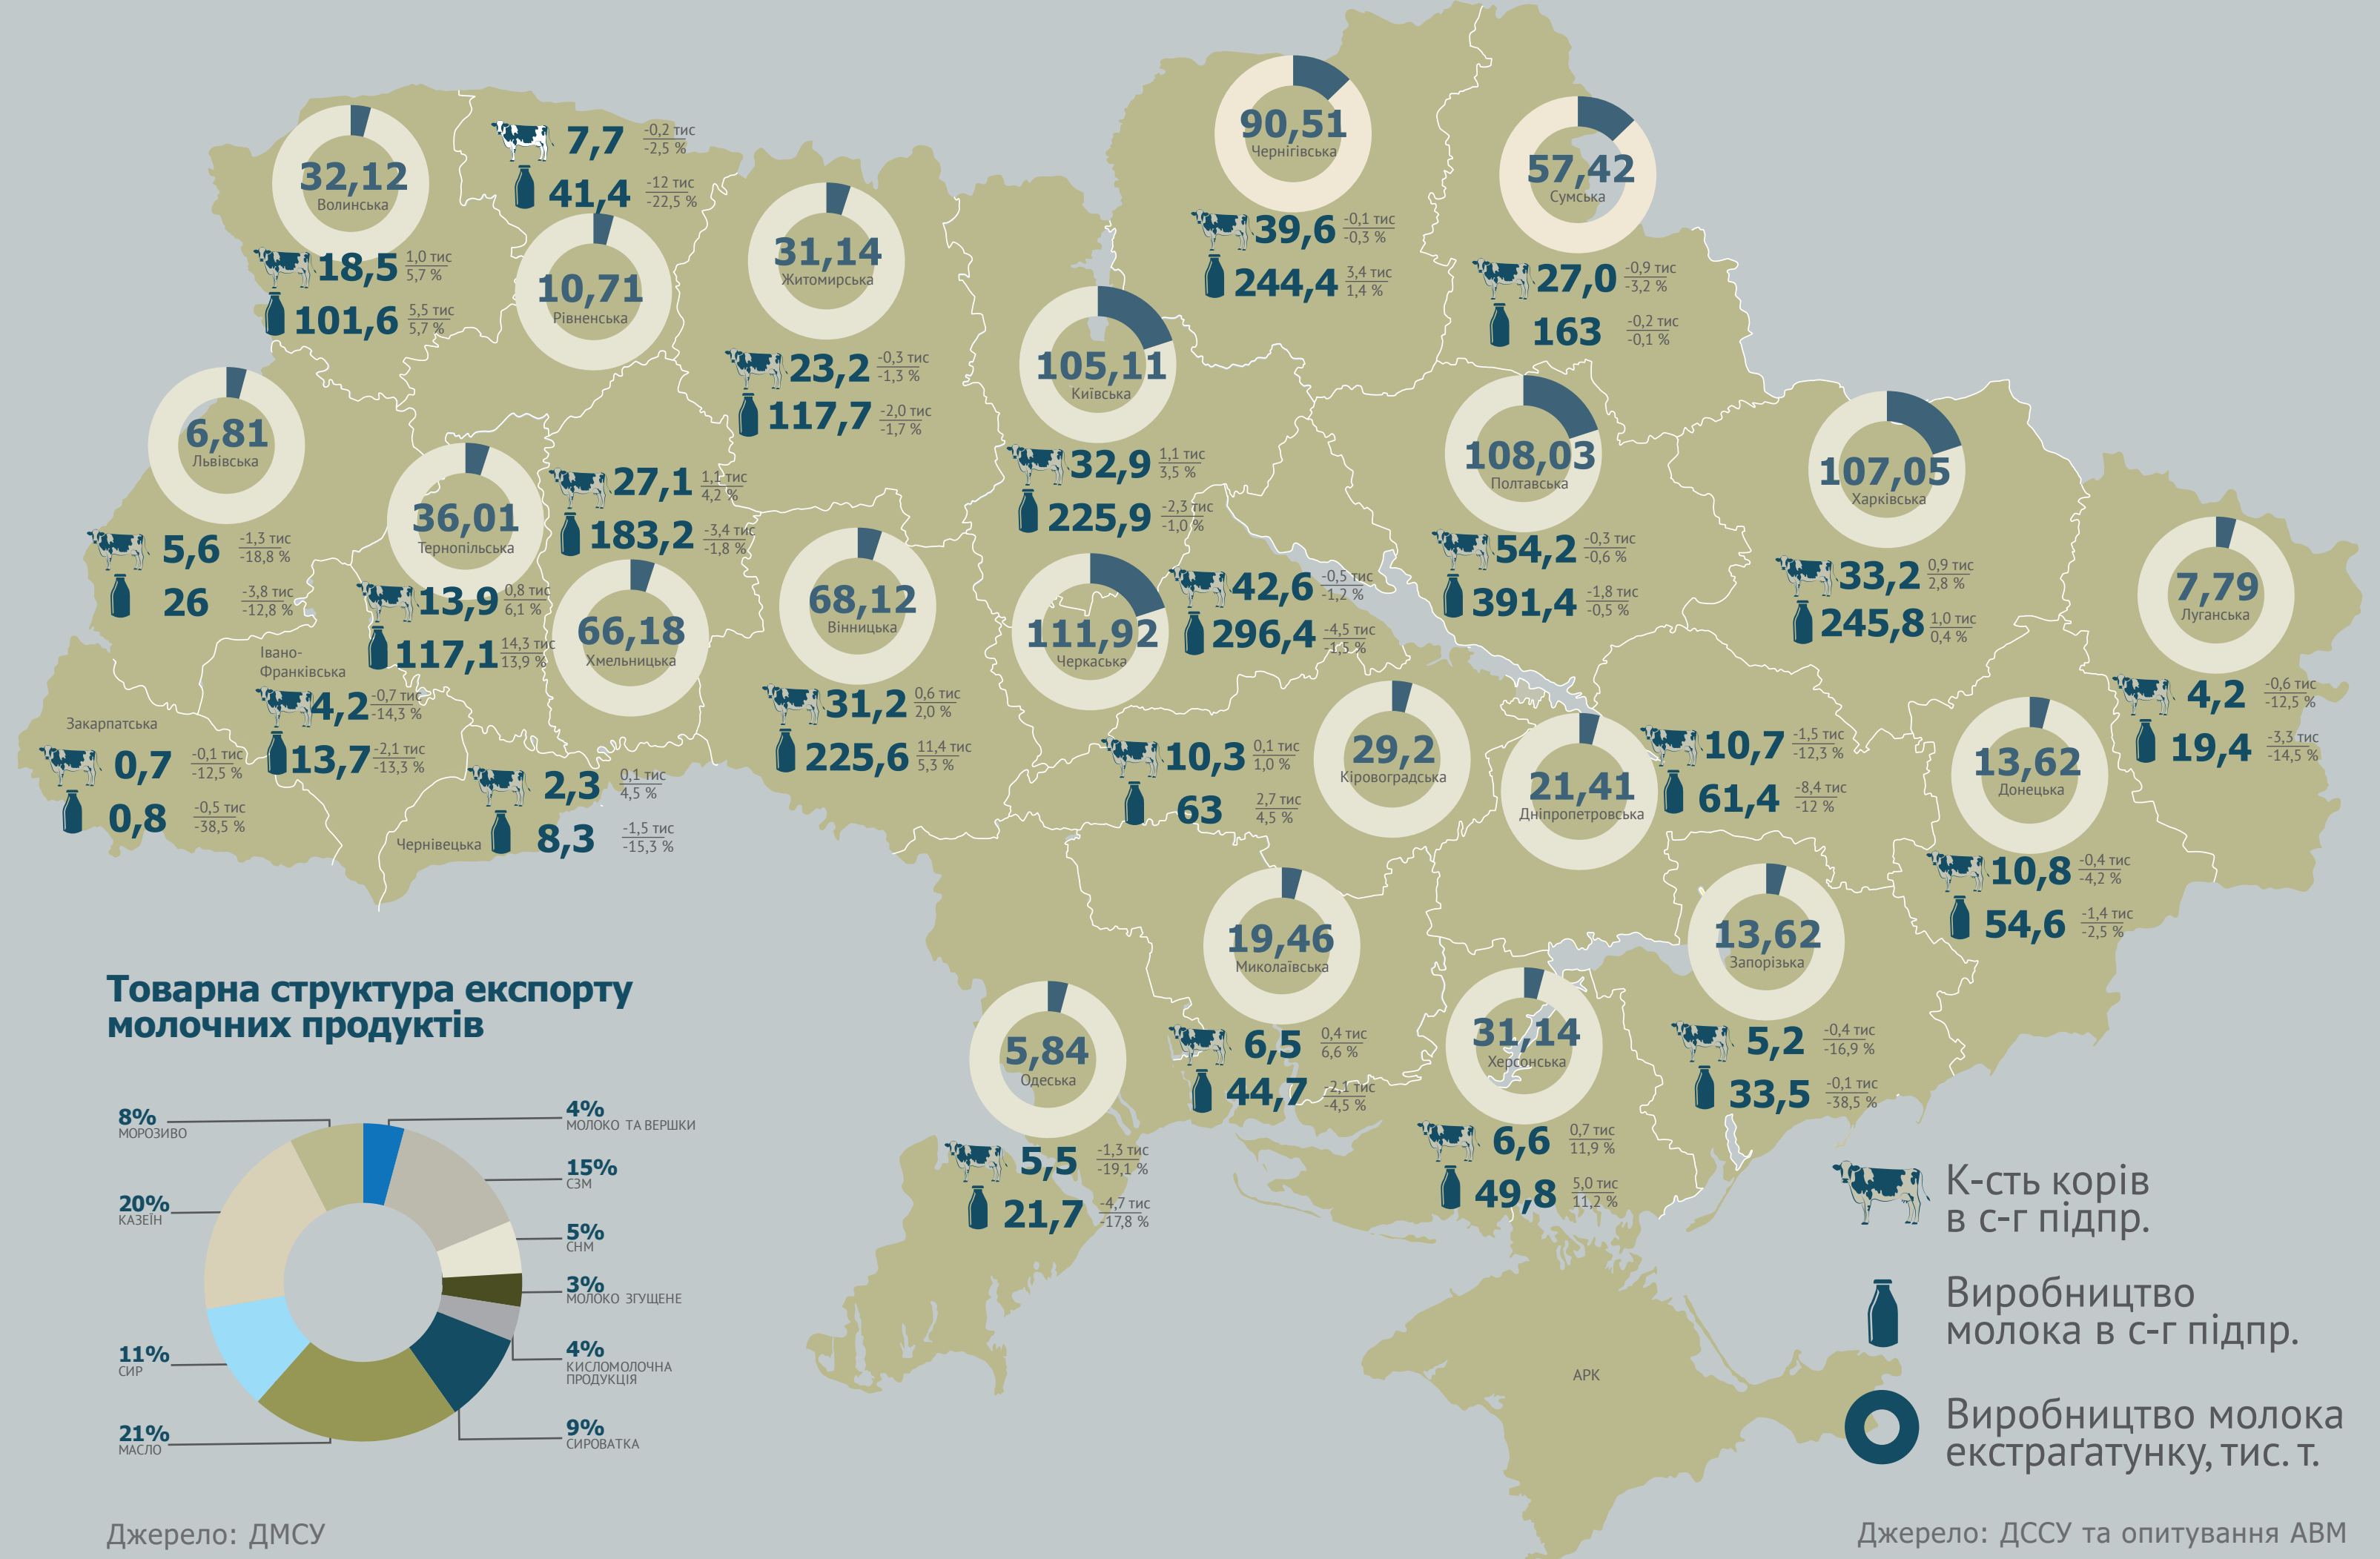 32,12
Волинська
18,5
1,0 тис
5,7 %
101,6
5,5 тис
5,7 %
7,7
-0,2 тис
-2,5 %
41,4
-12 тис
-22,5 %
10,71
Рівненська
31,14
Житомирська
23,2
-0,3 тис
-1,3 %
117,7
-2,0 тис
-1,7 %
90,51
Чернігівська
39,6
-0,1 тис
-0,3 %
244,4
3,4 тис
1,4 %
57,42
Сумська
27,0
-0,9 тис
-3,2 %
163
-0,2 тис
-0,1 %
6,81
Львівська
5,6
-1,3 тис
-18,8 %
26
-3,8 тис
-12,8 %
36,01
Тернопільська
13,9
0,8 тис
6,1 %
117,1
14,3 тис
13,9 %
27,1
1,1 тис
4,2 %
183,2
-3,4 тис
-1,8 %
66,18
Хмельницька
68,12
Вінницька
31,2
0,6 тис
2,0 %
225,6
11,4 тис
5,3 %
105,11
Київська
32,9
1,1 тис
3,5 %
225,9
-2,3 тис
-1,0 %
111,92
Черкаська
42,6
-0,5 тис
-1,2 %
296,4
-4,5 тис
-1,5 %
108,03
Полтавська
54,2
-0,3 тис
-0,6 %
391,4
-1,8 тис
-0,5 %
107,05
Харківська
33,2
0,9 тис
2,8 %
245,8
1,0 тис
0,4 %
7,79
Луганська
4,2
-0,6 тис
-12,5 %
19,4
-3,3 тис
-14,5 %
Івано-
Франківська
4,2
-0,7 тис
-14,3 %
13,7
-2,1 тис
-13,3 %
Закарпатська
0,7
-0,1 тис
-12,5 %
0,8
-0,5 тис
-38,5 %
2,3
0,1 тис
4,5 %
Чернівецька
8,3
-1,5 тис
-15,3 %
10,3
0,1 тис
1,0 %
63
2,7 тис
4,5 %
29,2
Кіровоградська
21,41
Дніпропетровська
10,7
-1,5 тис
-12,3 %
61,4
-8,4 тис
-12 %
13,62
Донецька
10,8
-0,4 тис
-4,2 %
54,6
-1,4 тис
-2,5 %
5,84
Одеська
5,5
-1,3 тис
-19,1 %
21,7
-4,7 тис
-17,8 %
19,46
Миколаївська
6,5
0,4 тис
6,6 %
44,7
-2,1 тис
-4,5 %
31,14
Херсонська
6,6
0,7 тис
11,9 %
49,8
5,0 тис
11,2 %
13,62
Запорізька
5,2
-0,4 тис
-16,9 %
33,5
-0,1 тис
-38,5 %
АРК
Товарна структура експорту
молочних продуктів
8%
МОРОЗИВО
20%
КАЗЕЇН
11%
СИР
21%
МАСЛО
4%
МОЛОКО ТА ВЕРШКИ
15%
СЗМ
5%
СНМ
3%
МОЛОКО ЗГУЩЕНЕ
4%
КИСЛОМОЛОЧНА
ПРОДУКЦІЯ
9%
СИРОВАТКА
К-сть корів
в с-г підпр.
Виробництво
молока в с-г підпр.
Виробництво молока
екстраґатунку, тис. т.
Джерело: ДМСУ
Джерело: ДССУ та опитування АВМ